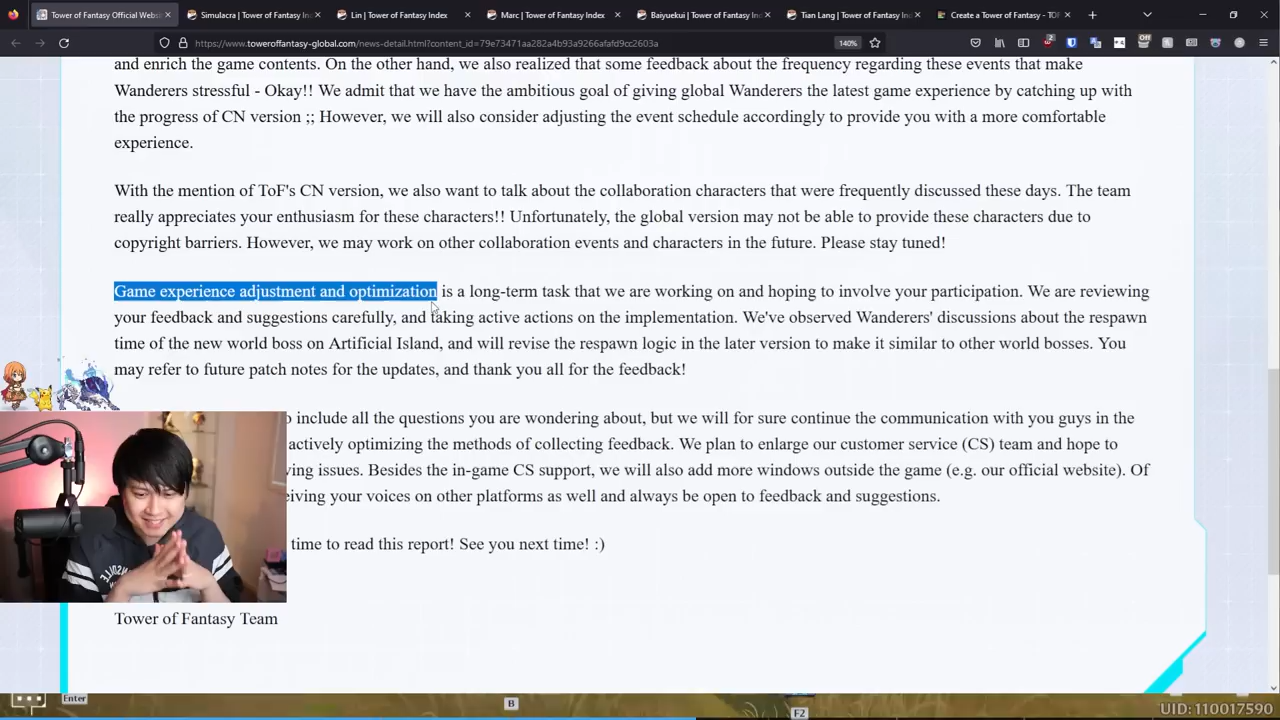 Tower of Fantasy Official Websi
Simulacra | Tower of Fantasy In
Lin | Tower of Fantasy Index
Marc | Tower of Fantasy Index
Baiyuekui | Tower of Fantasy In
Tian Lang | Tower of Fantasy In
Create a Tower of Fantasy - TO
https://www.toweroffantasy-global.com/news-detail.html?content_id=79e73471aa282a4b93a9266afafd9cc2603a
140%
and enrich the game contents. On the other hand, we also realized that some feedback about the frequency regarding these events that make
Wanderers stressful - Okay!! We admit that we have the ambitious goal of giving global Wanderers the latest game experience by catching up with
the progress of CN version ;; However, we will also consider adjusting the event schedule accordingly to provide you with a more comfortable
experience.
With the mention of ToF's CN version, we also want to talk about the collaboration characters that were frequently discussed these days. The team
really appreciates your enthusiasm for these characters!! Unfortunately, the global version may not be able to provide these characters due to
copyright barriers. However, we may work on other collaboration events and characters in the future. Please stay tuned!
Game experience adjustment and optimization is a long-term task that we are working on and hoping to involve your participation. We are reviewing
your feedback and suggestions carefully, and taking active actions on the implementation. We've observed Wanderers' discussions about the respawn
time of the new world boss on Artificial Island, and will revise the respawn logic in the later version to make it similar to other world bosses. You
may refer to future patch notes for the updates, and thank you all for the feedback!
o include all the questions you are wondering about, but we will for sure continue the communication with you guys in the
actively optimizing the methods of collecting feedback. We plan to enlarge our customer service (CS) team and hope to
ving issues. Besides the in-game CS support, we will also add more windows outside the game (e.g. our official website). Of
eiving your voices on other platforms as well and always be open to feedback and suggestions.
time to read this report! See you next time! :)
Tower of Fantasy Team
Enter
B
F2
UID: 110017590